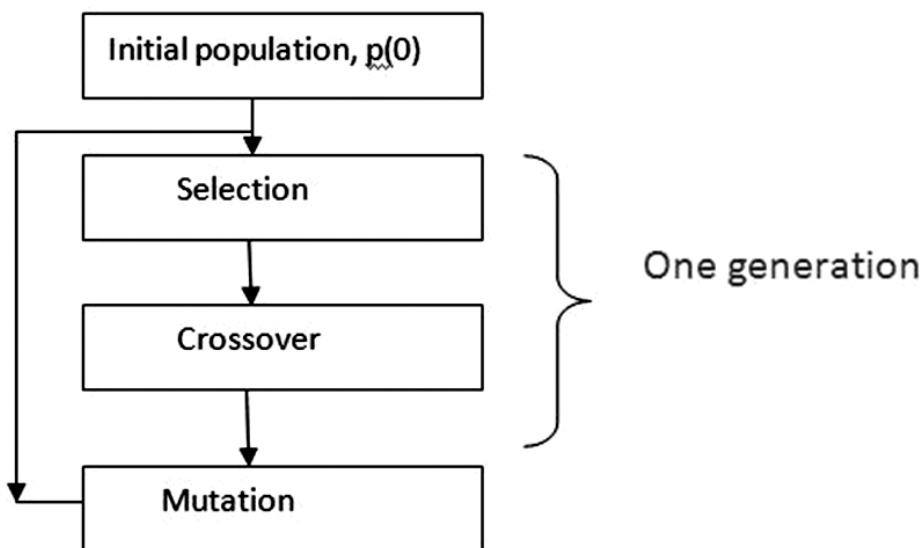 Initial population, p(0)
Selection
One generation
Crossover
Mutation